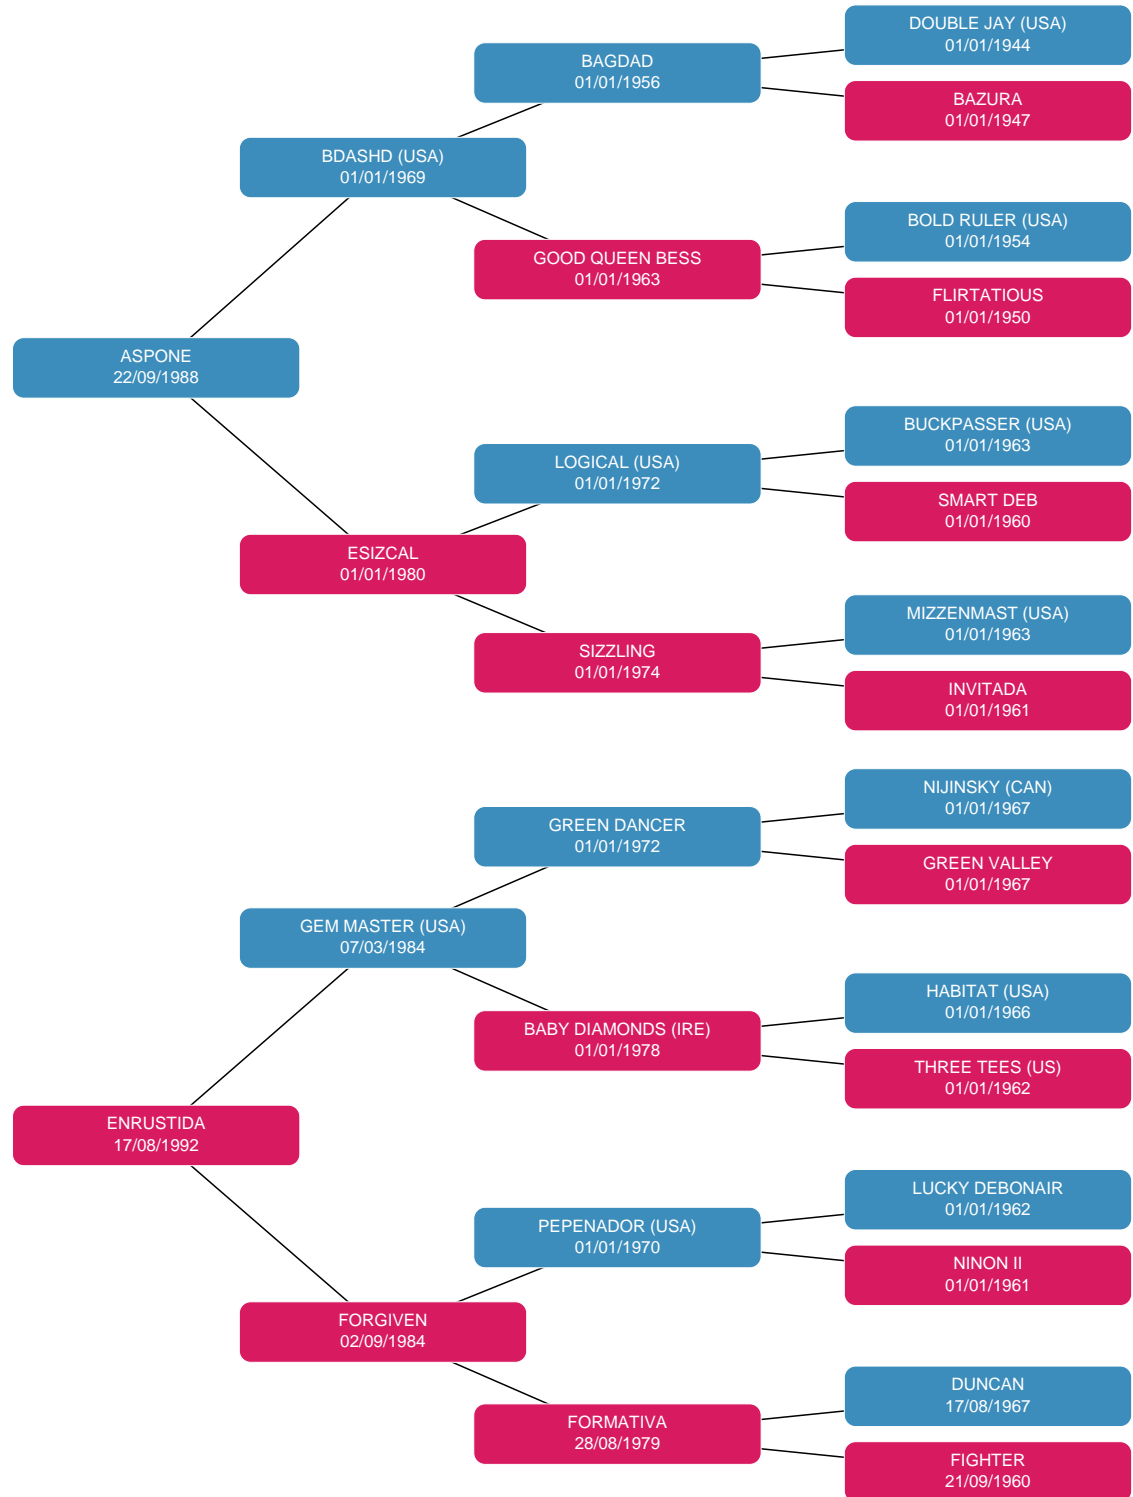 DOUBLE JAY (USA)
01/01/1944
BAGDAD
01/01/1956
BAZURA
01/01/1947
BDASHD (USA)
01/01/1969
BOLD RULER (USA)
01/01/1954
GOOD QUEEN BESS
01/01/1963
FLIRTATIOUS
01/01/1950
ASPONE
22/09/1988
BUCKPASSER (USA)
01/01/1963
LOGICAL (USA)
01/01/1972
SMART DEB
01/01/1960
ESIZCAL
01/01/1980
MIZZENMAST (USA)
01/01/1963
SIZZLING
01/01/1974
INVITADA
01/01/1961
NIJINSKY (CAN)
01/01/1967
GREEN DANCER
01/01/1972
GREEN VALLEY
01/01/1967
GEM MASTER (USA)
07/03/1984
HABITAT (USA)
01/01/1966
BABY DIAMONDS (IRE)
01/01/1978
THREE TEES (US)
01/01/1962
ENRUSTIDA
17/08/1992
LUCKY DEBONAIR
01/01/1962
PEPENADOR (USA)
01/01/1970
NINON II
01/01/1961
FORGIVEN
02/09/1984
DUNCAN
17/08/1967
FORMATIVA
28/08/1979
FIGHTER
21/09/1960